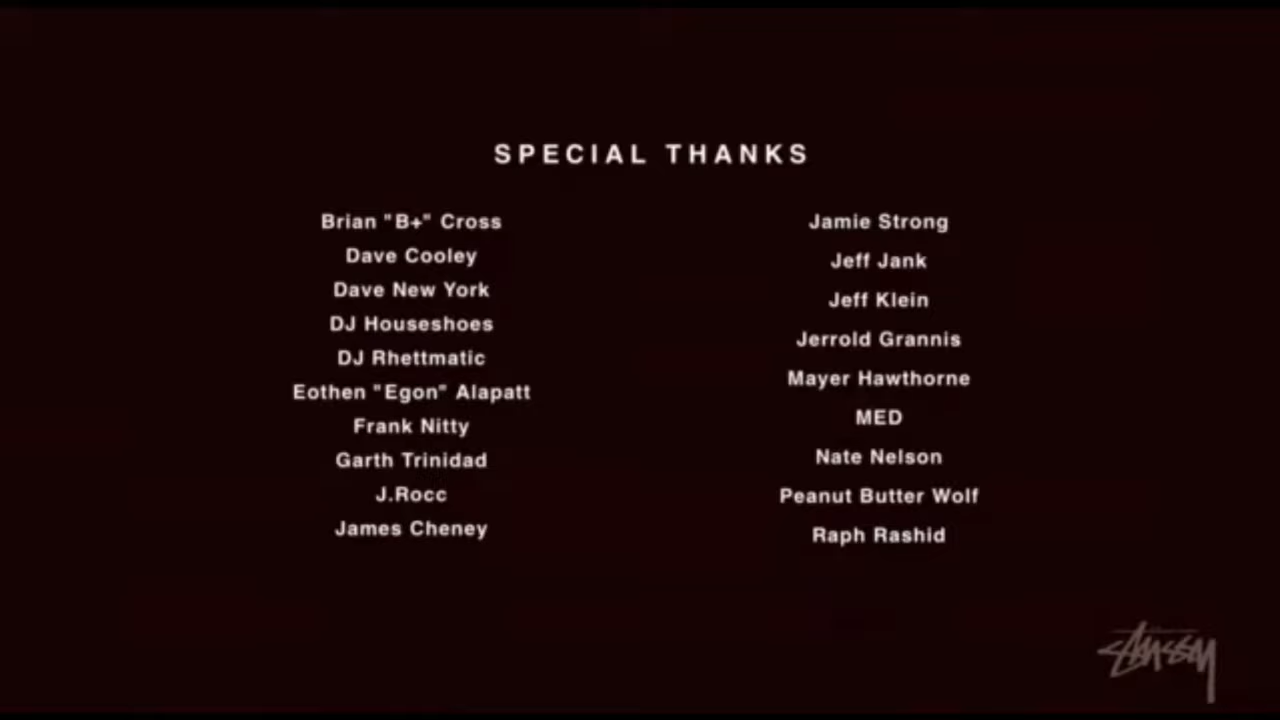 SPECIAL THANKS
Brian "B+" Cross
Dave Cooley
Dave New York
DJ Houseshoes
DJ Rhettmatic
Eothen "Egon" Alapatt
Frank Nitty
Garth Trinidad
J.Rocc
James Cheney
Jamie Strong
Jeff Jank
Jeff Klein
Jerrold Grannis
Mayer Hawthorne
MED
Nate Nelson
Peanut Butter Wolf
Raph Rashid
Stussy